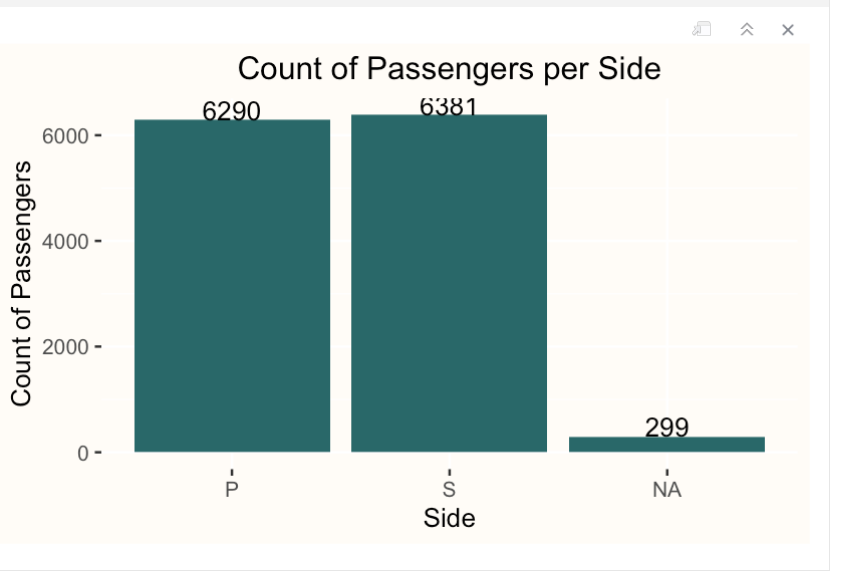 Count of Passengers per Side
Count of Passengers
6000
4000
2000
0
6290
6381
299
P
S
NA
Side